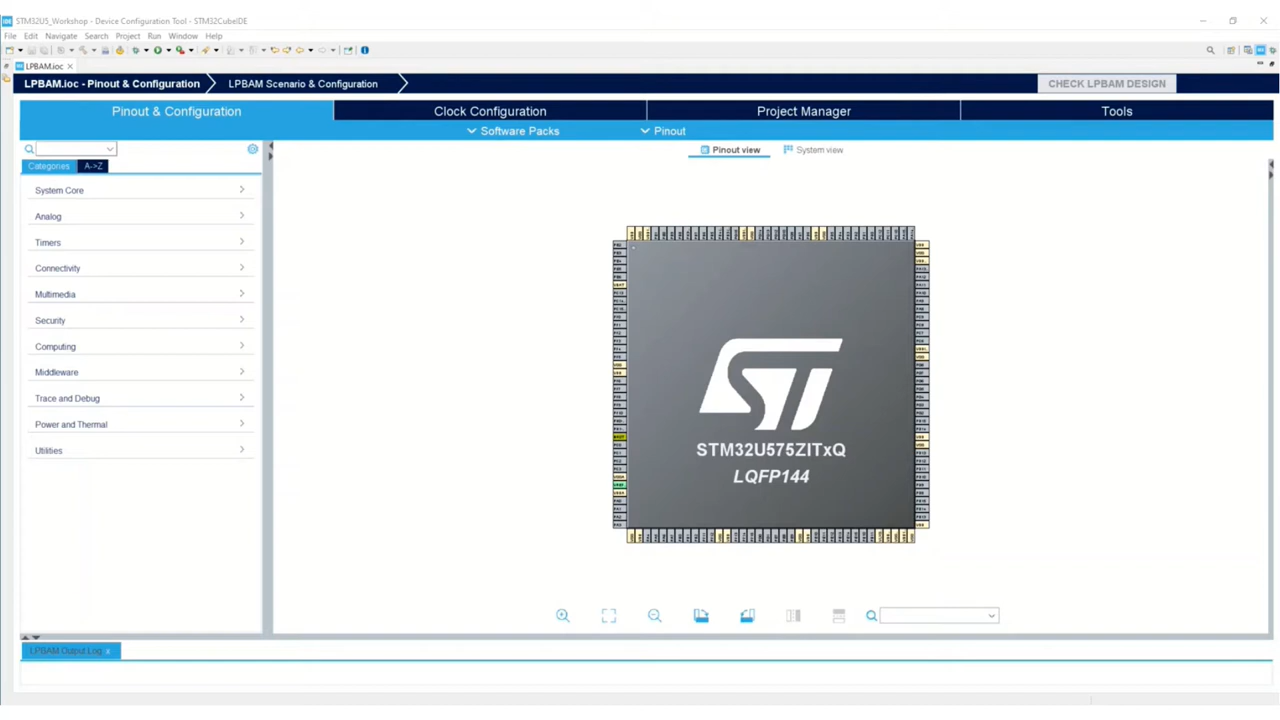 STM32U5_Workshop - Device Configuration Tool - STM32CubeIDE
File Edit Navigate Search Project Run Window Help
LPBAM.ioc
LPBAM.ioc - Pinout & Configuration LPBAM Scenario & Configuration CHECK LPBAM DESIGN
Pinout & Configuration Clock Configuration Project Manager Tools
Software Packs Pinout
Pinout view System view
Categories A->Z
System Core
Analog
Timers
Connectivity
Multimedia
Security
Computing
Middleware
Trace and Debug
Power and Thermal
Utilities
ST
STM32U575ZITxQ
LQFP144
LPBAM Output Log